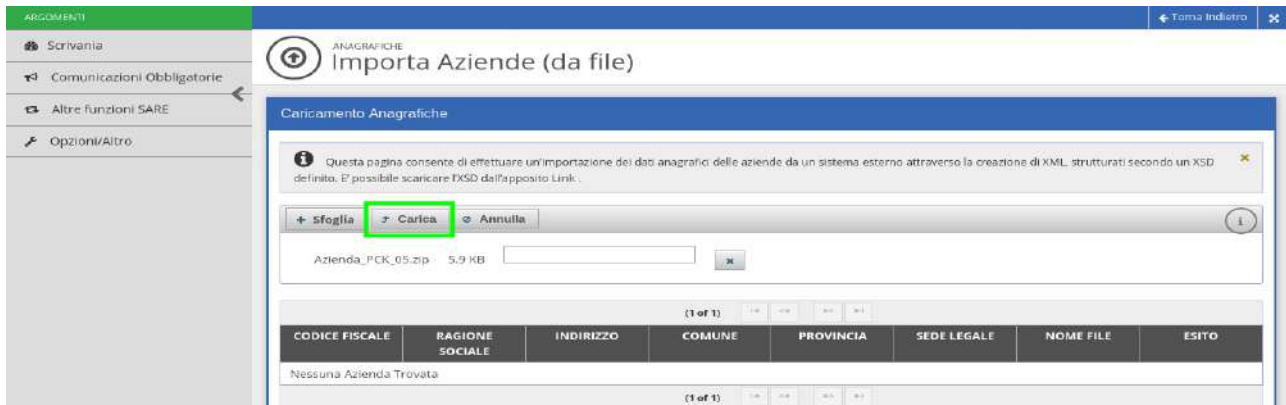 ARGOMENTI
Torna Indietro
Scrivania
Comunicazioni Obbligatorie
Altre funzioni SARE
Opzioni/Altro
ANAGRAFICHE
Importa Aziende (da file)
Caricamento Anagrafiche
Questa pagina consente di effettuare un'importazione dei dati anagrafici delle aziende da un sistema esterno attraverso la creazione di XML, strutturati secondo un XSD
definito. E' possibile scaricare l'XSD dall'apposito Link .
+ Sfoglia Carica Annulla
Azienda_PCK_05.zip 5.9 KB
(1 of 1)
CODICE FISCALE RAGIONE SOCIALE INDIRIZZO COMUNE PROVINCIA SEDE LEGALE NOME FILE ESITO
Nessuna Azienda Trovata
(1 of 1)